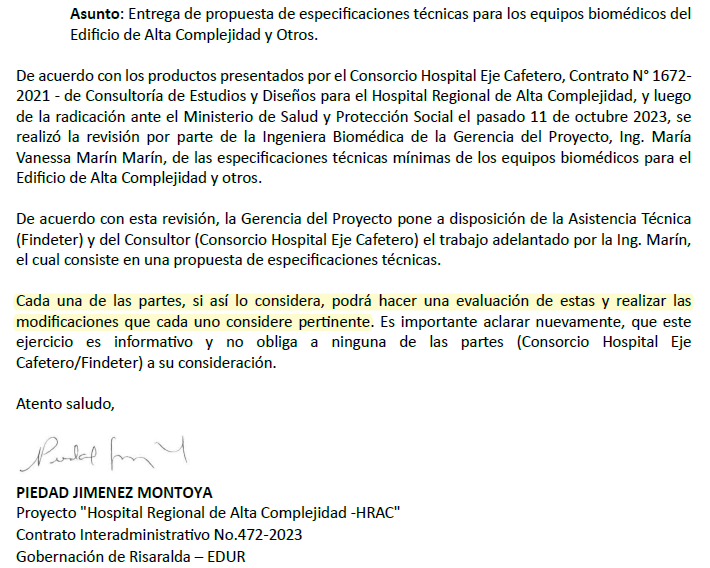 Asunto: Entrega de propuesta de especificaciones técnicas para los equipos biomédicos del
Edificio de Alta Complejidad y Otros.
De acuerdo con los productos presentados por el Consorcio Hospital Eje Cafetero, Contrato N° 1672-
2021 - de Consultoría de Estudios y Diseños para el Hospital Regional de Alta Complejidad, y luego
de la radicación ante el Ministerio de Salud y Protección Social el pasado 11 de octubre 2023, se
realizó la revisión por parte de la Ingeniera Biomédica de la Gerencia del Proyecto, Ing. María
Vanessa Marín Marín, de las especificaciones técnicas mínimas de los equipos biomédicos para el
Edificio de Alta Complejidad y otros.
De acuerdo con esta revisión, la Gerencia del Proyecto pone a disposición de la Asistencia Técnica
(Findeter) y del Consultor (Consorcio Hospital Eje Cafetero) el trabajo adelantado por la Ing. Marín,
el cual consiste en una propuesta de especificaciones técnicas.
Cada una de las partes, si así lo considera, podrá hacer una evaluación de estas y realizar las
modificaciones que cada uno considere pertinente. Es importante aclarar nuevamente, que este
ejercicio es informativo y no obliga a ninguna de las partes (Consorcio Hospital Eje
Cafetero/Findeter) a su consideración.
Atento saludo,
PIEDAD JIMENEZ MONTOYA
Proyecto "Hospital Regional de Alta Complejidad -HRAC"
Contrato Interadministrativo No.472-2023
Gobernación de Risaralda – EDUR